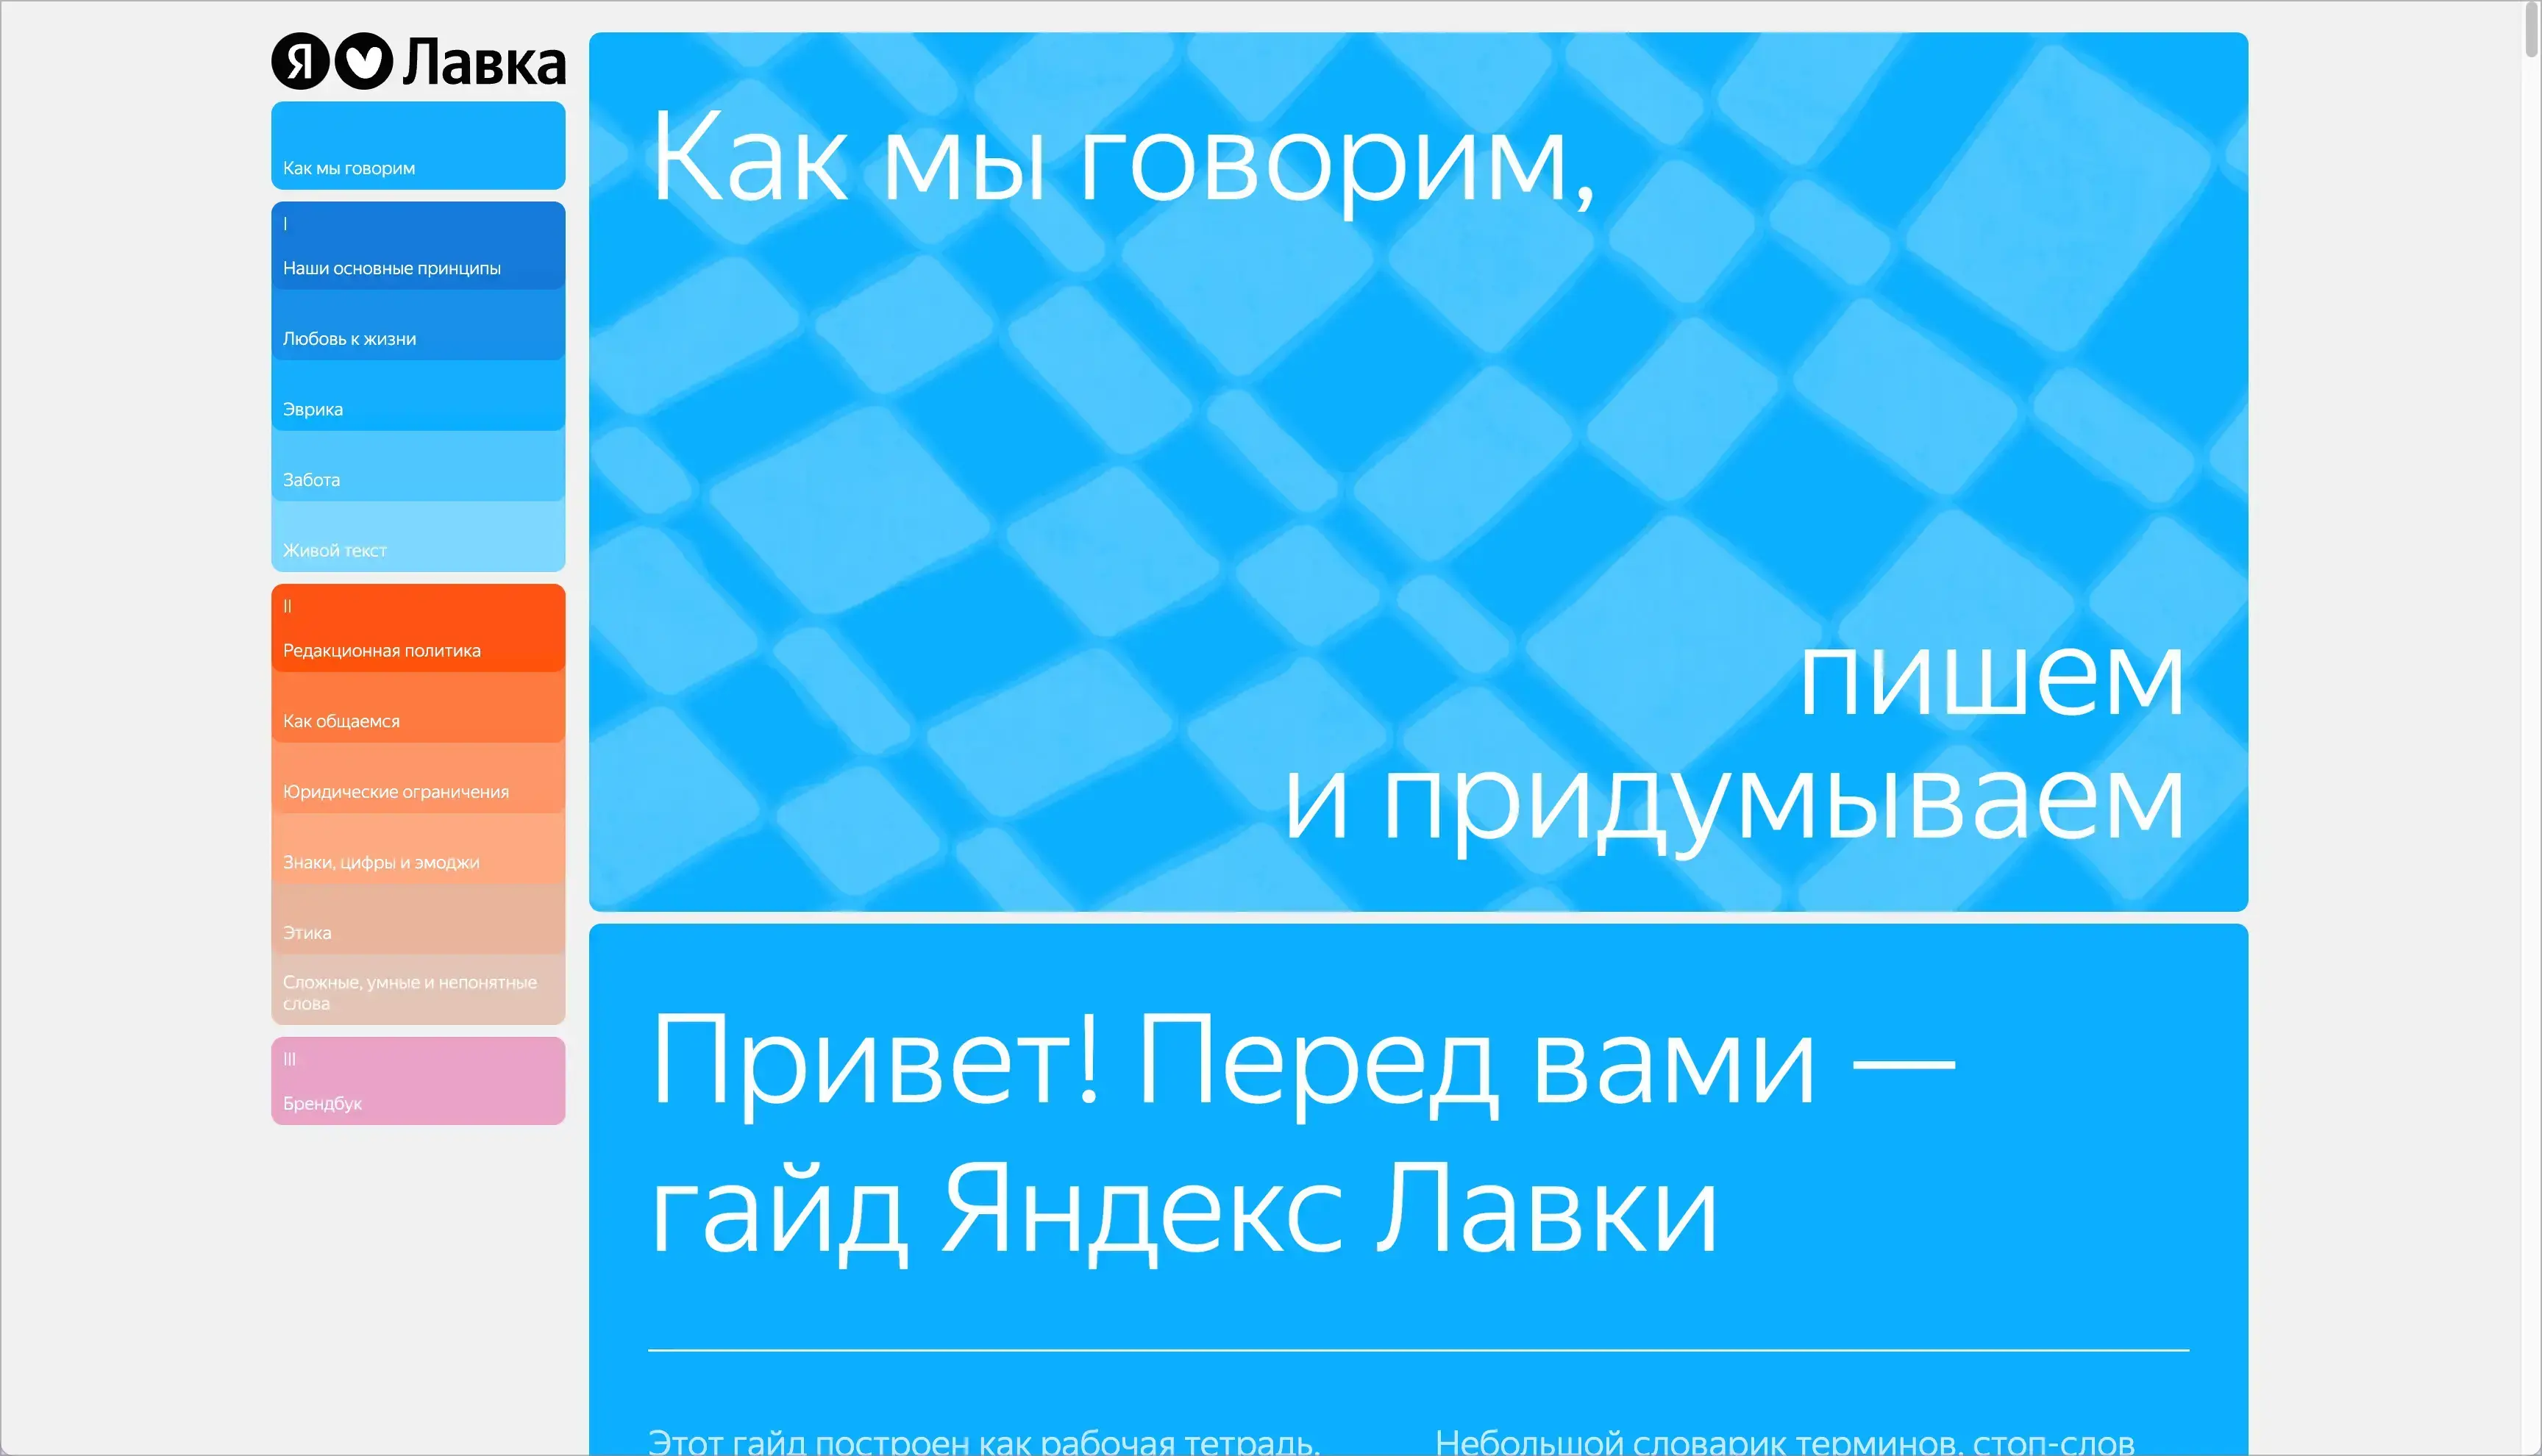 Я Лавка
Как мы говорим
I
Наши основные принципы
Любовь к жизни
Эврика
Забота
Живой текст
II
Редакционная политика
Как общаемся
Юридические ограничения
Знаки, цифры и эмоджи
Этика
Сложные, умные и непонятные
слова
III
Брендбук
Как мы говорим,
пишем
и придумываем
Привет! Перед вами —
гайд Яндекс Лавки
Этот гайд построен как рабочая тетрадь.
Небольшой словарик терминов, стоп-слов